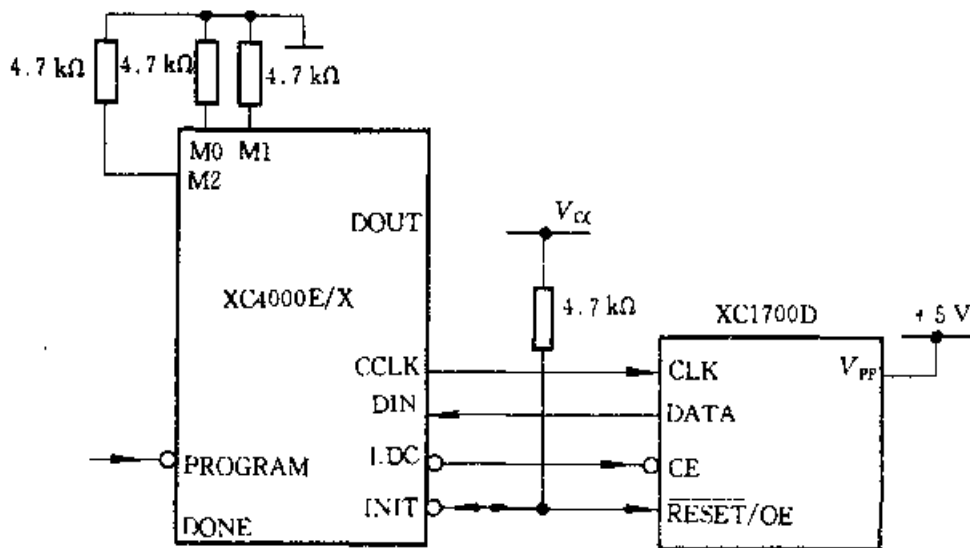 4.7 kΩ
4.7 kΩ
4.7 kΩ
M0 M1
M2
DOUT
XC4000E/X
CCLK
DIN
LDC
INIT
PROGRAM
DONE
VCC
4.7 kΩ
XC1700D
+5 V
VPP
CLK
DATA
CE
RESET/OE